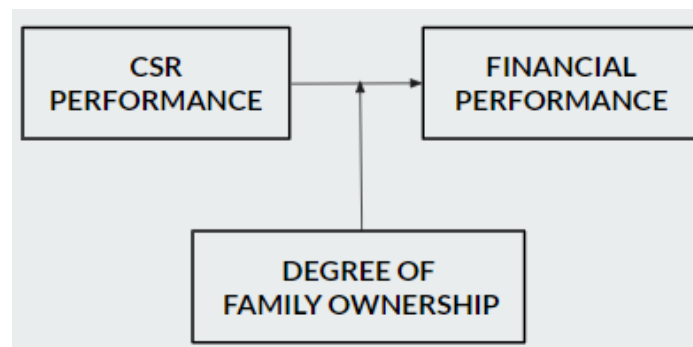 CSR
PERFORMANCE
FINANCIAL
PERFORMANCE
DEGREE OF
FAMILY OWNERSHIP